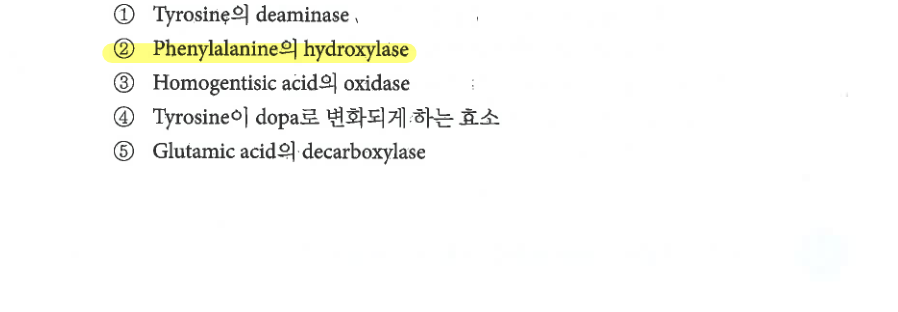 ① Tyrosine의 deaminase
② Phenylalanine의 hydroxylase
③ Homogentisic acid의 oxidase
④ Tyrosine이 dopa로 변화되게 하는 효소
⑤ Glutamic acid의 decarboxylase